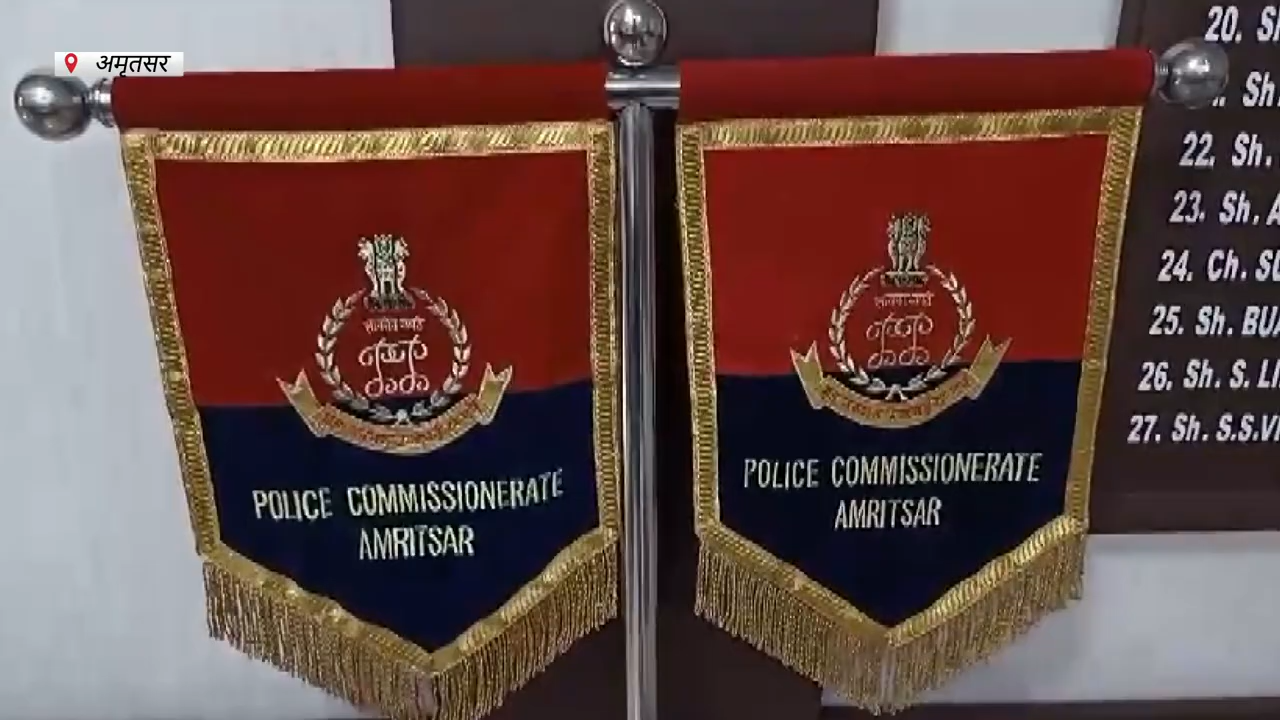 अमृतसर
POLICE COMMISSIONERATE
AMRITSAR
POLICE COMMISSIONERATE
AMRITSAR
20.
Sh
22. Sh.
23. Sh. A
24. Ch.
25. Sh. BU
26. Sh. S. L
27. Sh. S.S.V